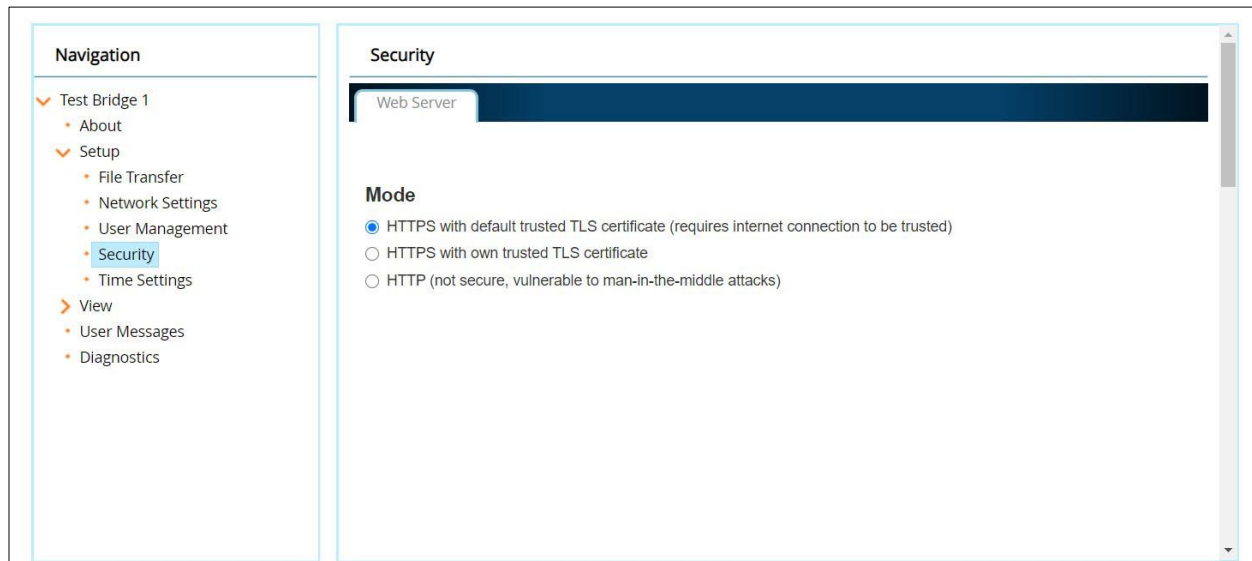 Navigation
Test Bridge 1
About
Setup
File Transfer
Network Settings
User Management
Security
Time Settings
View
User Messages
Diagnostics
Security
Web Server
Mode
HTTPS with default trusted TLS certificate (requires internet connection to be trusted)
HTTPS with own trusted TLS certificate
HTTP (not secure, vulnerable to man-in-the-middle attacks)